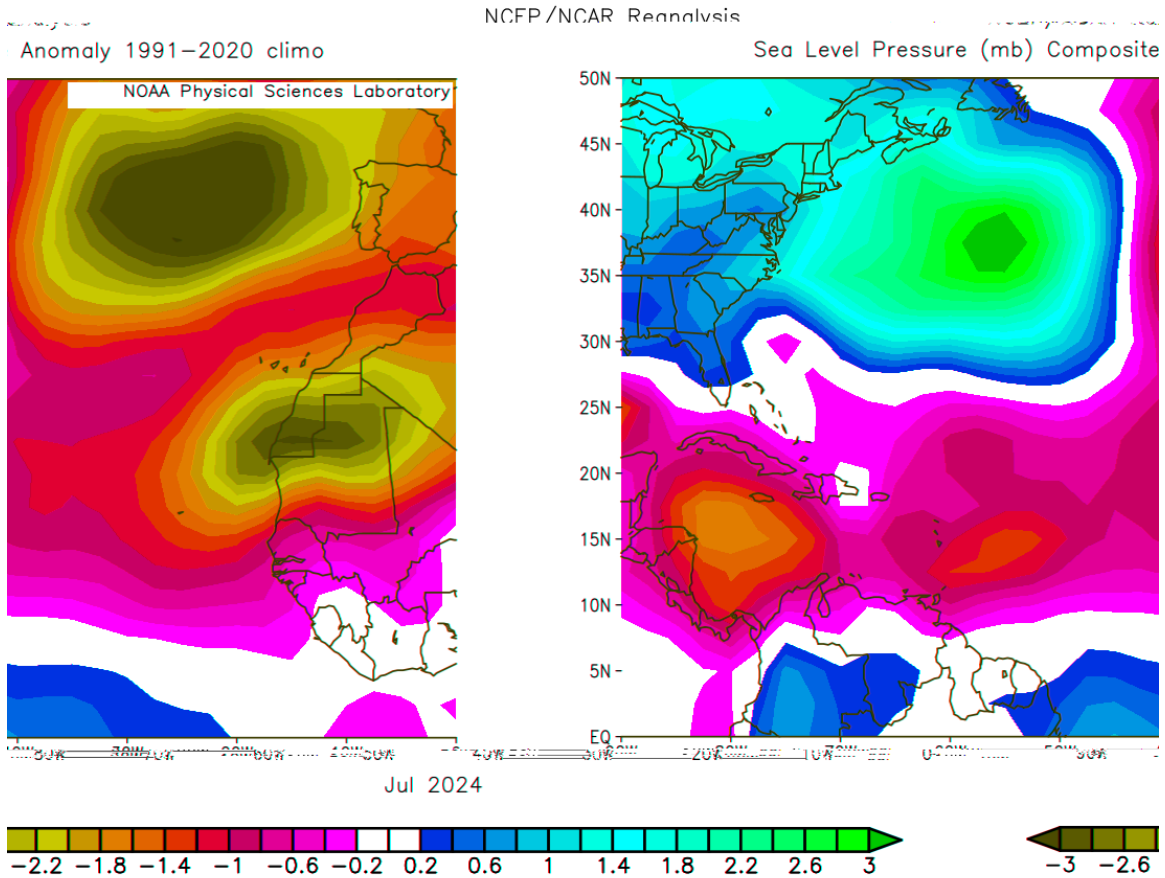 NCEP/NCAR Reanalysis
Anomaly 1991-2020 climo
Sea Level Pressure (mb) Composite
NOAA Physical Sciences Laboratory
50N
45N
40N
35N
30N
25N
20N
15N
10N
5N
EQ
Jul 2024
-2.2 -1.8 -1.4 -1 -0.6 -0.2 0.2 0.6 1 1.4 1.8 2.2 2.6 3 -3 -2.6